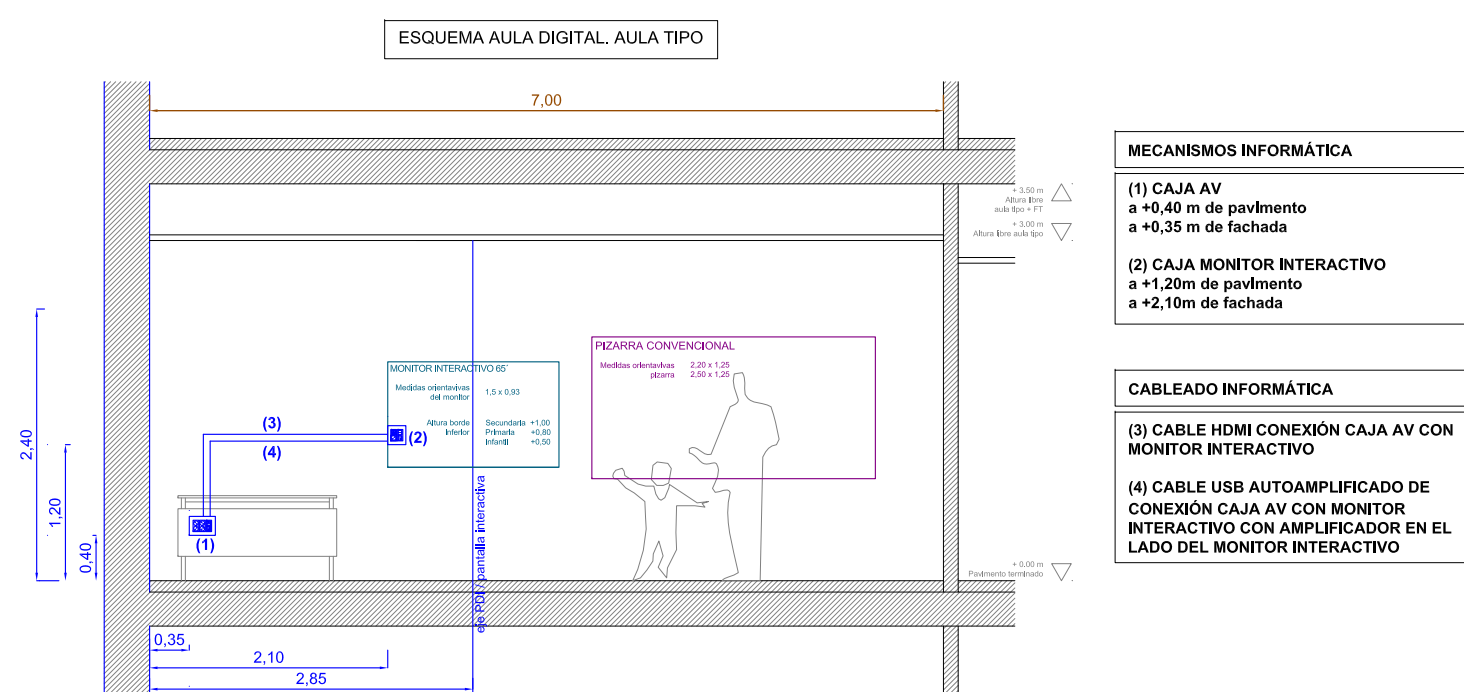 ESQUEMA AULA DIGITAL. AULA TIPO
7,00
+ 3.50 m
Altura libre
aula tipo + FT
+ 3.00 m
Altura libre aula tipo
MECANISMOS INFORMÁTICA
(1) CAJA AV
a +0,40 m de pavimento
a +0,35 m de fachada
(2) CAJA MONITOR INTERACTIVO
a +1,20m de pavimento
a +2,10m de fachada
CABLEADO INFORMÁTICA
(3) CABLE HDMI CONEXIÓN CAJA AV CON
MONITOR INTERACTIVO
(4) CABLE USB AUTOAMPLIFICADO DE
CONEXIÓN CAJA AV CON MONITOR
INTERACTIVO CON AMPLIFICADOR EN EL
LADO DEL MONITOR INTERACTIVO
PIZARRA CONVENCIONAL
Medidas orientavivas 2,20 x 1,25
pizarra 2,50 x 1,25
MONITOR INTERACTIVO 65´
Medidas orientavivas
del monitor 1,5 x 0,93
Altura borde Secundaria +1,00
Inferior Primaria +0,80
Infantil +0,50
(3)
(4)
(2)
(1)
2,40
1,20
0,40
eje PDI / pantalla interactiva
+ 0.00 m
Pavimento terminado
0,35
2,10
2,85